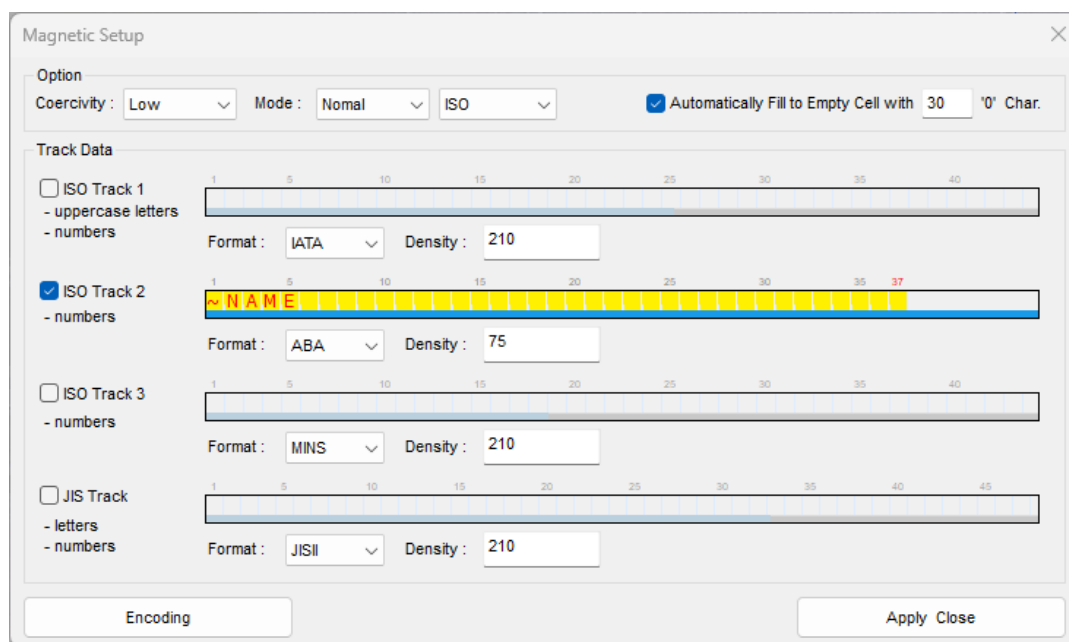 Magnetic Setup
Option
Coercivity : Low Mode : Nomal ISO Automatically Fill to Empty Cell with 30 '0' Char.
Track Data
1 5 10 15 20 25 30 35 40
ISO Track 1
- uppercase letters
- numbers
Format : IATA Density : 210
1 5 10 15 20 25 30 35 37
ISO Track 2
~NAME
- numbers
Format : ABA Density : 75
1 5 10 15 20 25 30 35 40
ISO Track 3
- numbers
Format : MINS Density : 210
1 5 10 15 20 25 30 35 40 45
JIS Track
- letters
- numbers
Format : JISII Density : 210
Encoding Apply Close